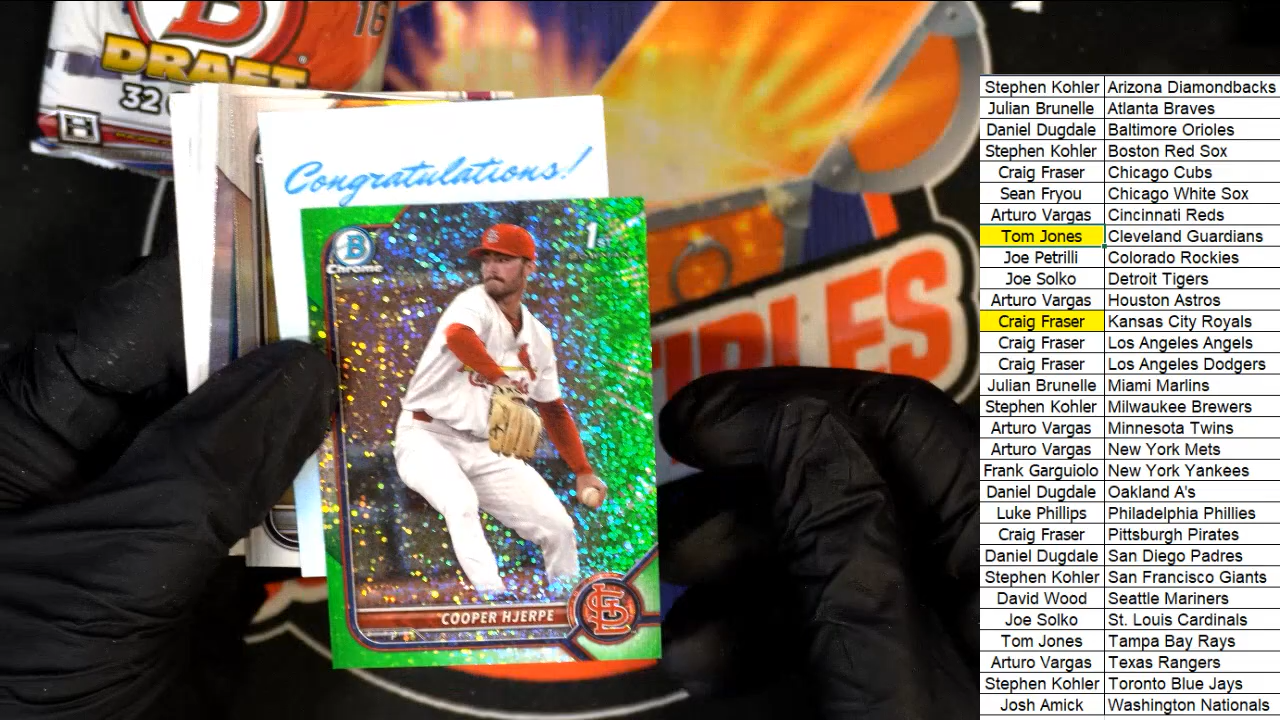 16
B
DRAFT
32
H
Congratulations!
B
Chrome
1ST
Cardinals
COOPER HJERPE
P
STL
Stephen Kohler Arizona Diamondbacks
Julian Brunelle Atlanta Braves
Daniel Dugdale Baltimore Orioles
Stephen Kohler Boston Red Sox
Craig Fraser Chicago Cubs
Sean Fryou Chicago White Sox
Arturo Vargas Cincinnati Reds
Tom Jones Cleveland Guardians
Joe Petrilli Colorado Rockies
Joe Solko Detroit Tigers
Arturo Vargas Houston Astros
Craig Fraser Kansas City Royals
Craig Fraser Los Angeles Angels
Craig Fraser Los Angeles Dodgers
Julian Brunelle Miami Marlins
Stephen Kohler Milwaukee Brewers
Arturo Vargas Minnesota Twins
Arturo Vargas New York Mets
Frank Garguiolo New York Yankees
Daniel Dugdale Oakland A's
Luke Phillips Philadelphia Phillies
Craig Fraser Pittsburgh Pirates
Daniel Dugdale San Diego Padres
Stephen Kohler San Francisco Giants
David Wood Seattle Mariners
Joe Solko St. Louis Cardinals
Tom Jones Tampa Bay Rays
Arturo Vargas Texas Rangers
Stephen Kohler Toronto Blue Jays
Josh Amick Washington Nationals